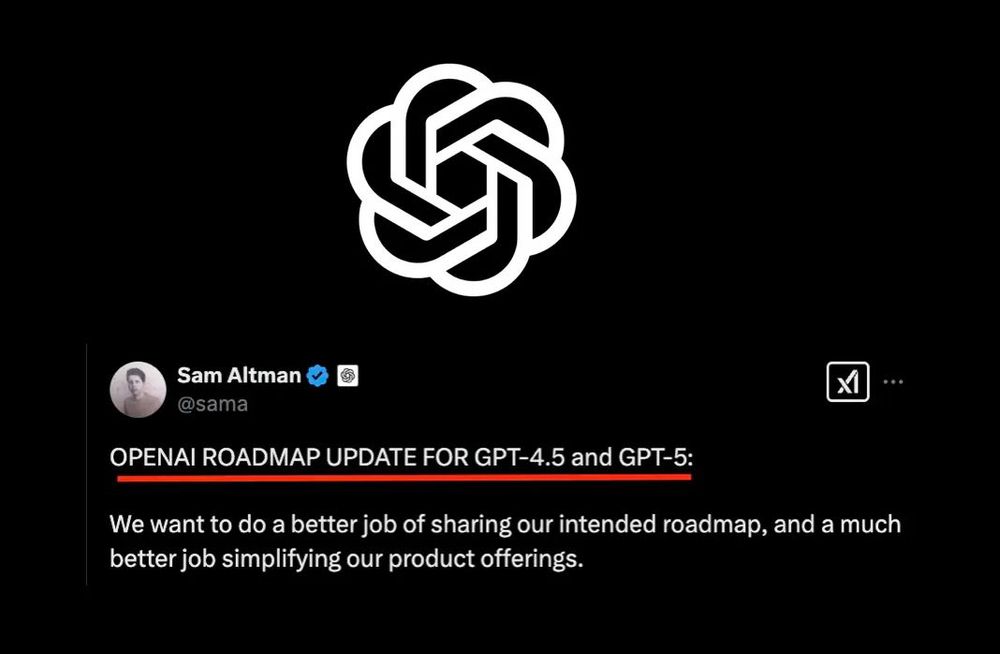 Sam Altman
@sama
OPENAI ROADMAP UPDATE FOR GPT-4.5 and GPT-5:
We want to do a better job of sharing our intended roadmap, and a much
better job simplifying our product offerings.